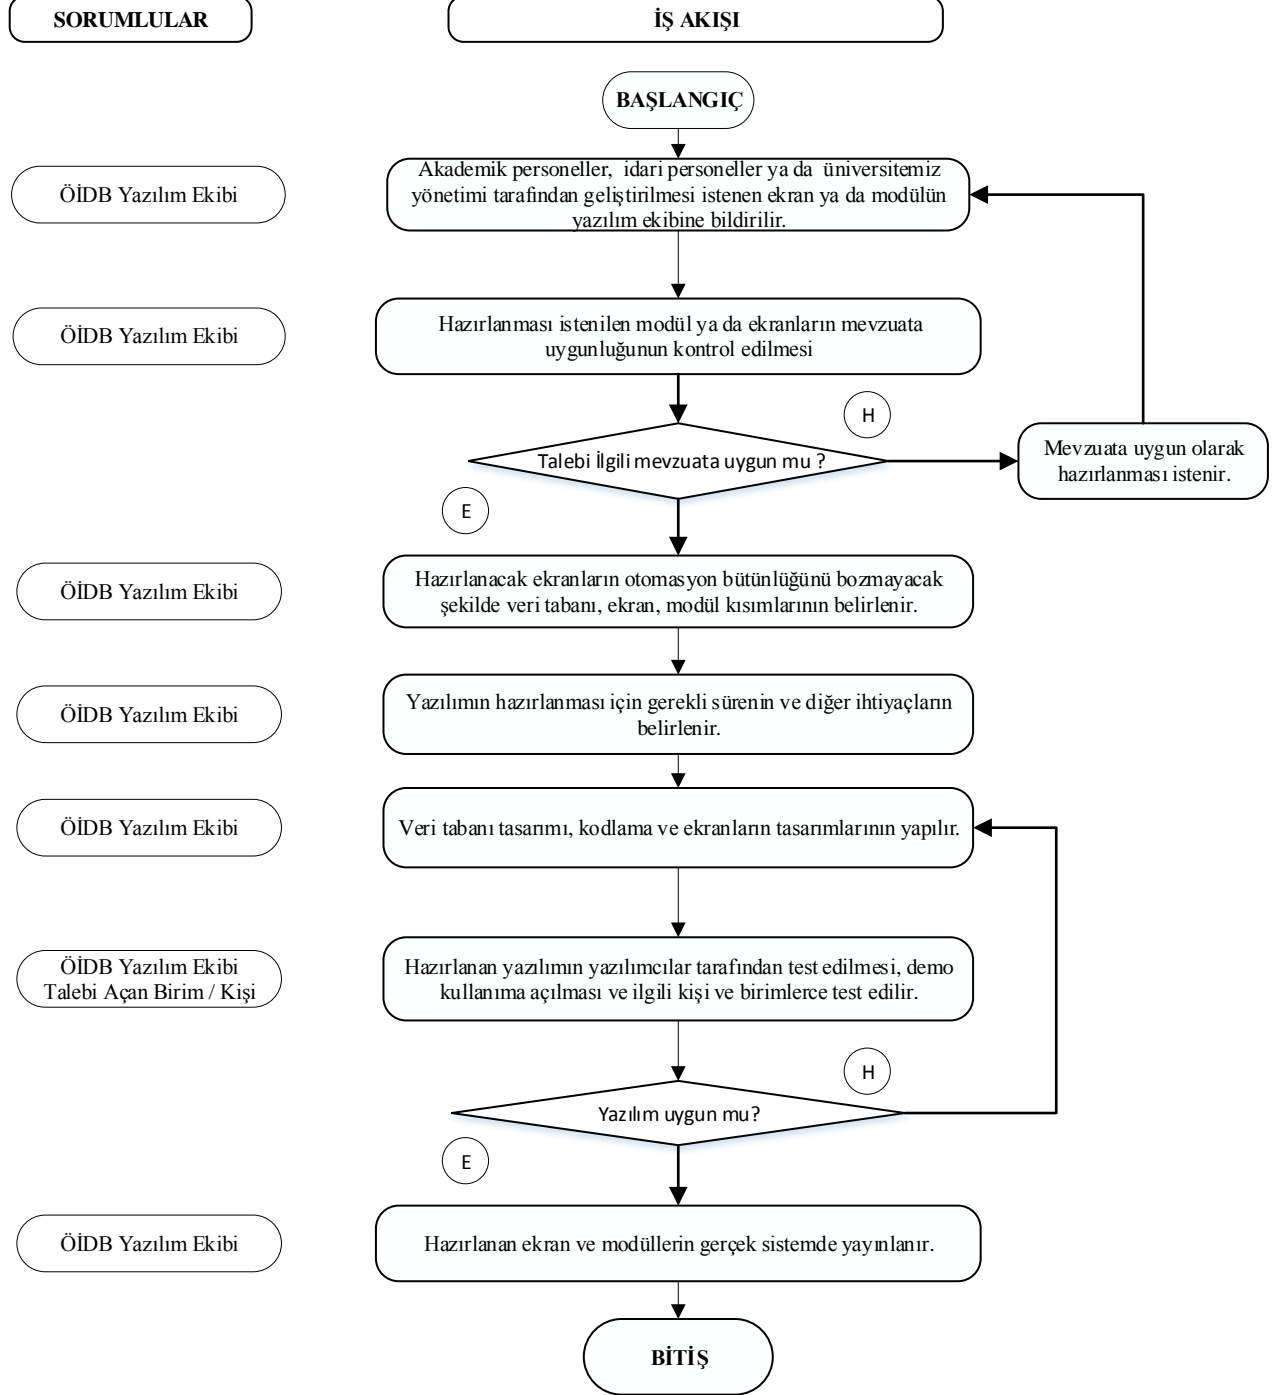 SORUMLULAR
İŞ AKIŞI
BAŞLANGIÇ
ÖİDB Yazılım Ekibi
Akademik personeller, idari personeller ya da üniversitemiz
yönetimi tarafından geliştirilmesi istenen ekran ya da modülün
yazılım ekibine bildirilir.
ÖİDB Yazılım Ekibi
Hazırlanması istenilen modül ya da ekranların mevzuata
uygunluğunun kontrol edilmesi
H
Talebi İlgili mevzuata uygun mu ?
Mevzuata uygun olarak
hazırlanması istenir.
E
ÖİDB Yazılım Ekibi
Hazırlanacak ekranların otomasyon bütünlüğünü bozmayacak
şekilde veri tabanı, ekran, modül kısımlarının belirlenir.
ÖİDB Yazılım Ekibi
Yazılımın hazırlanması için gerekli sürenin ve diğer ihtiyaçların
belirlenir.
ÖİDB Yazılım Ekibi
Veri tabanı tasarımı, kodlama ve ekranların tasarımlarının yapılır.
ÖİDB Yazılım Ekibi
Talebi Açan Birim / Kişi
Hazırlanan yazılımın yazılımcılar tarafından test edilmesi, demo
kullanıma açılması ve ilgili kişi ve birimlerce test edilir.
H
Yazılım uygun mu?
E
ÖİDB Yazılım Ekibi
Hazırlanan ekran ve modüllerin gerçek sistemde yayınlanır.
BİTİŞ